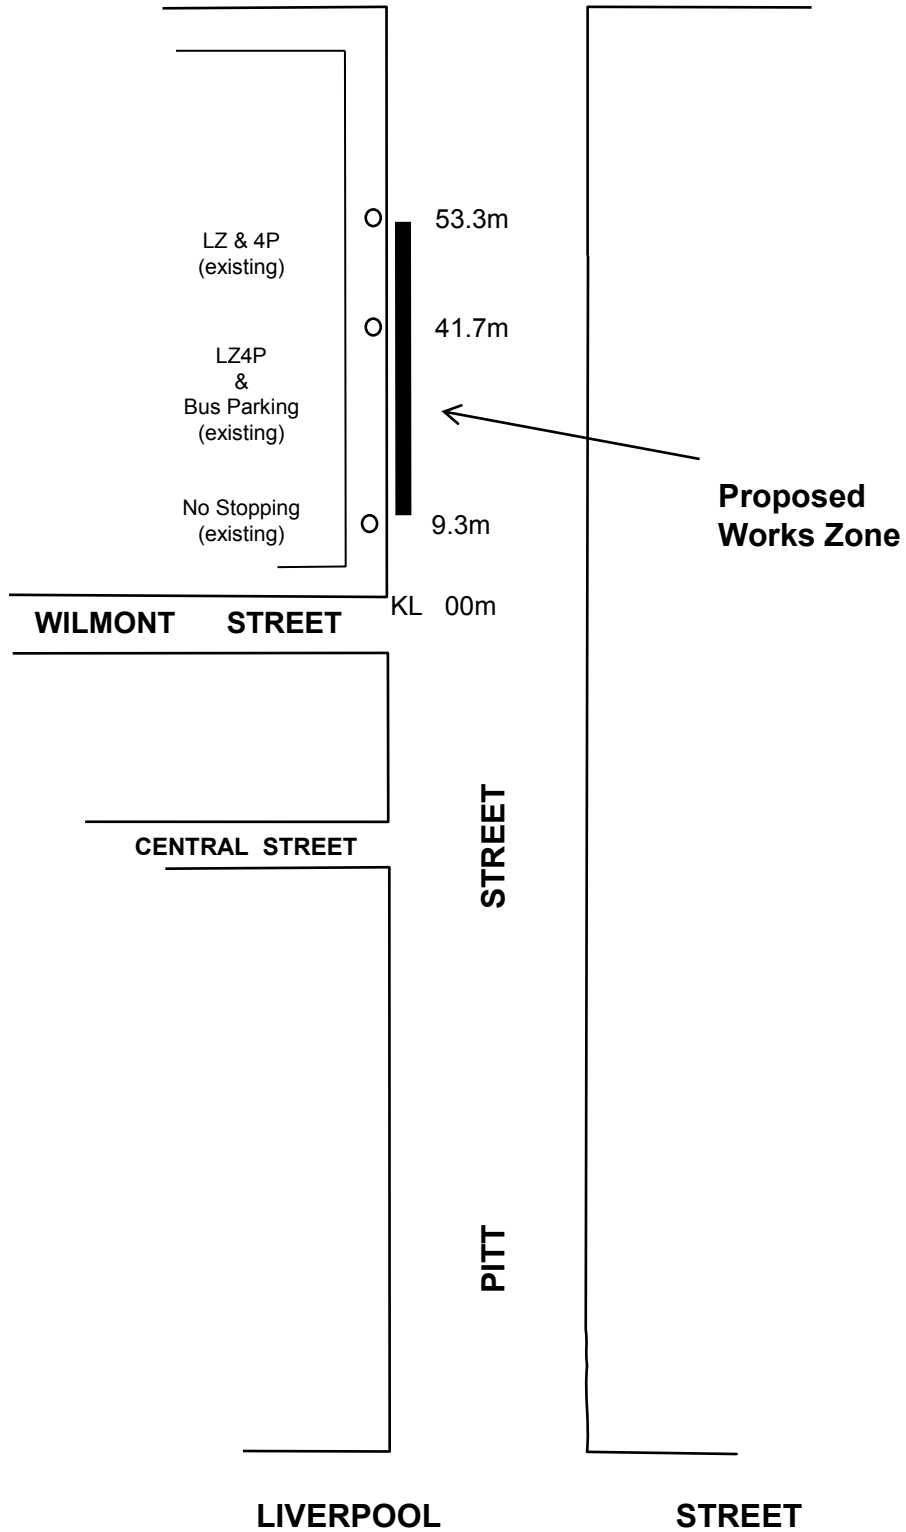 53.3m
LZ & 4P
(existing)
41.7m
LZ4P
&
Bus Parking
(existing)
Proposed
Works Zone
No Stopping
(existing)
9.3m
KL 00m
WILMONT STREET
CENTRAL STREET
PITT STREET
LIVERPOOL STREET